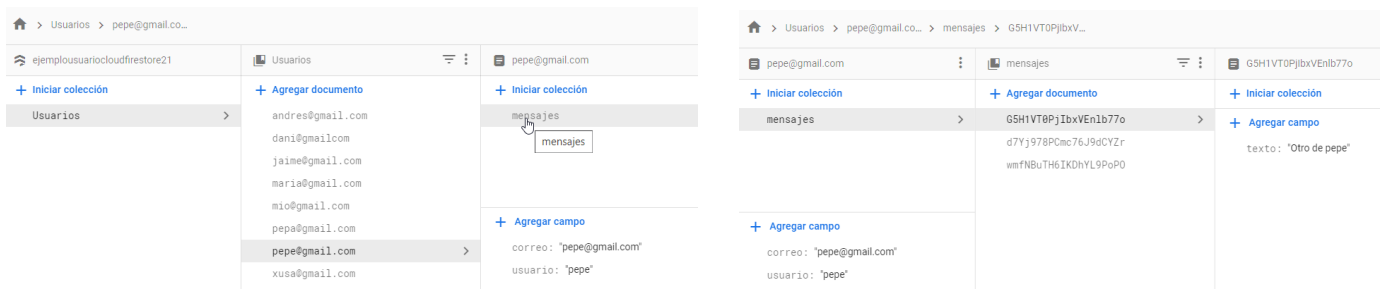 Usuarios > pepe@gmail.co...
ejemplousuariocloudfirestore21
Iniciar colección
Usuarios
Usuarios
Agregar documento
andres@gmail.com
dani@gmailcom
jaime@gmail.com
maria@gmail.com
mio@gmail.com
pepa@gmail.com
pepe@gmail.com
xusa@gmail.com
pepe@gmail.com
Iniciar colección
mensajes
mensajes
Agregar campo
correo: "pepe@gmail.com"
usuario: "pepe"
Usuarios > pepe@gmail.co... > mensajes > G5H1VT0PjIbxV...
pepe@gmail.com
Iniciar colección
mensajes
Agregar campo
correo: "pepe@gmail.com"
usuario: "pepe"
mensajes
Agregar documento
G5H1VT0PjIbxVEnlb77o
d7Yj978PCmc76J9dCYZr
wmfNBuTH6IKDhYL9PoPO
G5H1VT0PjIbxVEnlb77o
Iniciar colección
Agregar campo
texto: "Otro de pepe"